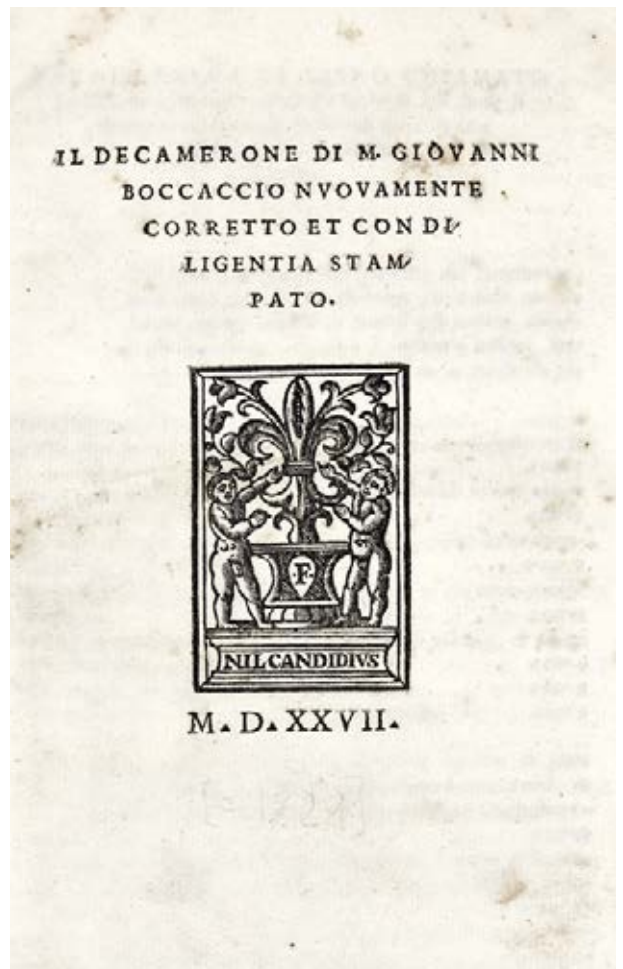 IL DECAMERONE DI M. GIOVANNI
BOCCACCIO NVOVAMENTE
CORRETTO ET CON DI-
LIGENTIA STAM-
PATO.
·F·
NIL CANDIDIVS
M. D. XXVII.